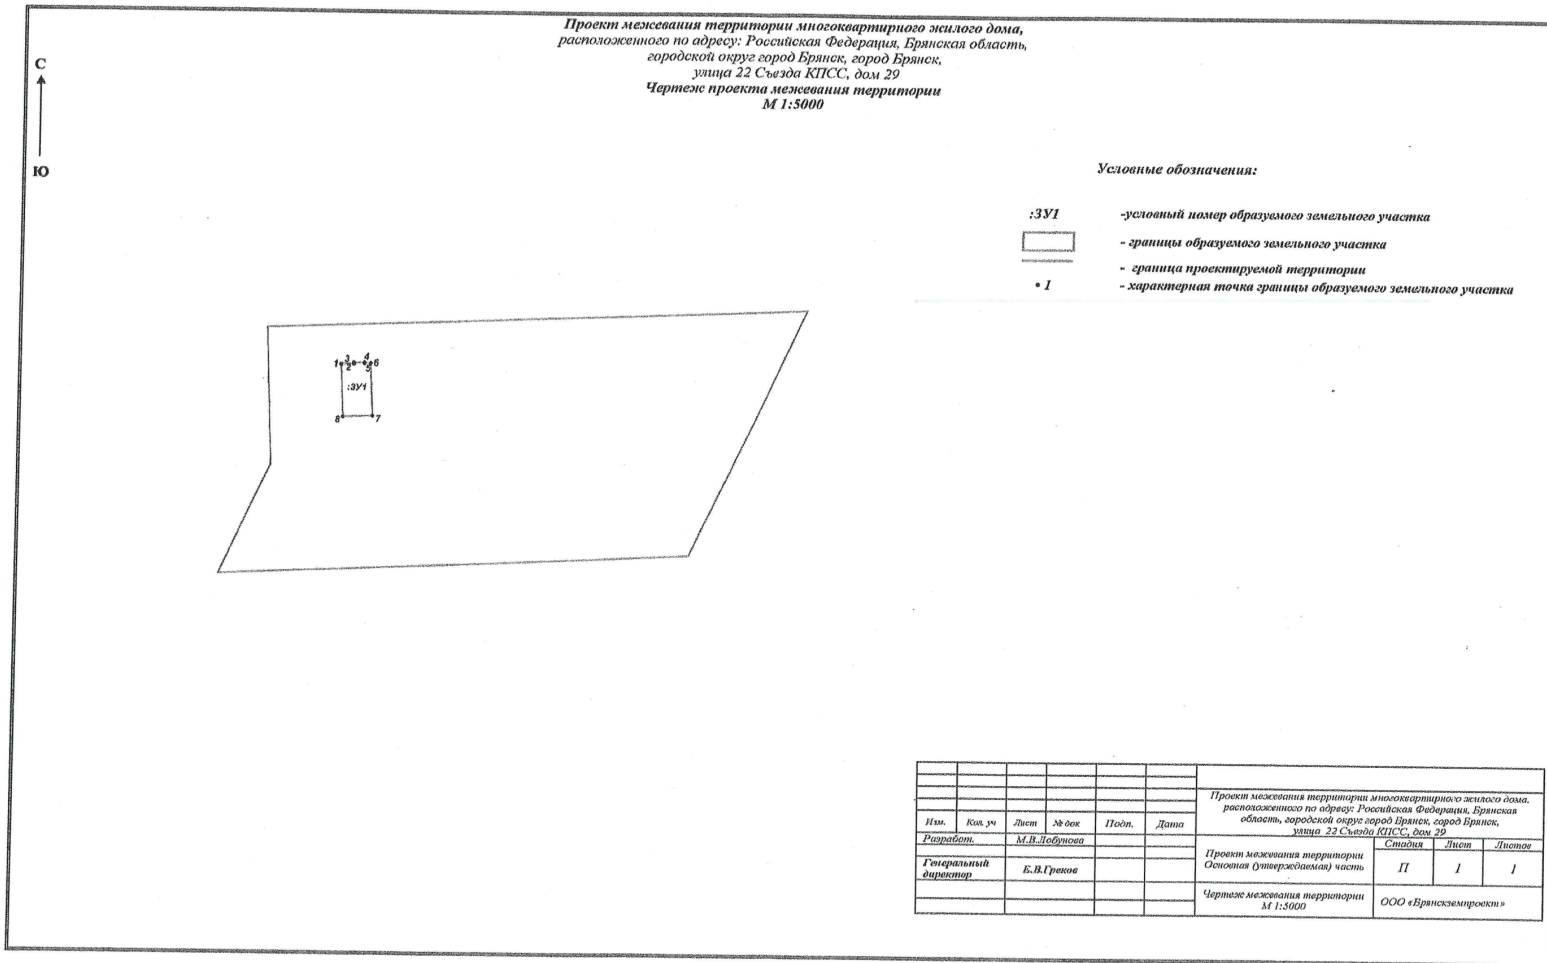 Проект межевания территории многоквартирного жилого дома,
расположенного по адресу: Российская Федерация, Брянская область,
городской округ город Брянск, город Брянск,
улица 22 Съезда КПСС, дом 29
Чертеж проекта межевания территории
М 1:5000
С
Ю
Условные обозначения:
:ЗУ1 -условный номер образуемого земельного участка
- границы образуемого земельного участка
- граница проектируемой территории
• 1 - характерная точка границы образуемого земельного участка
1 3 2 4 5 6
:ЗУ1
8 7
Проект межевания территории многоквартирного жилого дома,
расположенного по адресу: Российская Федерация, Брянская
область, городской округ город Брянск, город Брянск,
улица 22 Съезда КПСС, дом 29
Изм. Кол. уч Лист № док Подп. Дата
Разработ. М.В.Лобунова
Генеральный
директор
Е.В.Греков
Проект межевания территории
Основная (утверждаемая) часть
Стадия Лист Листов
П 1 1
Чертеж межевания территории
М 1:5000
ООО «Брянскземпроект»